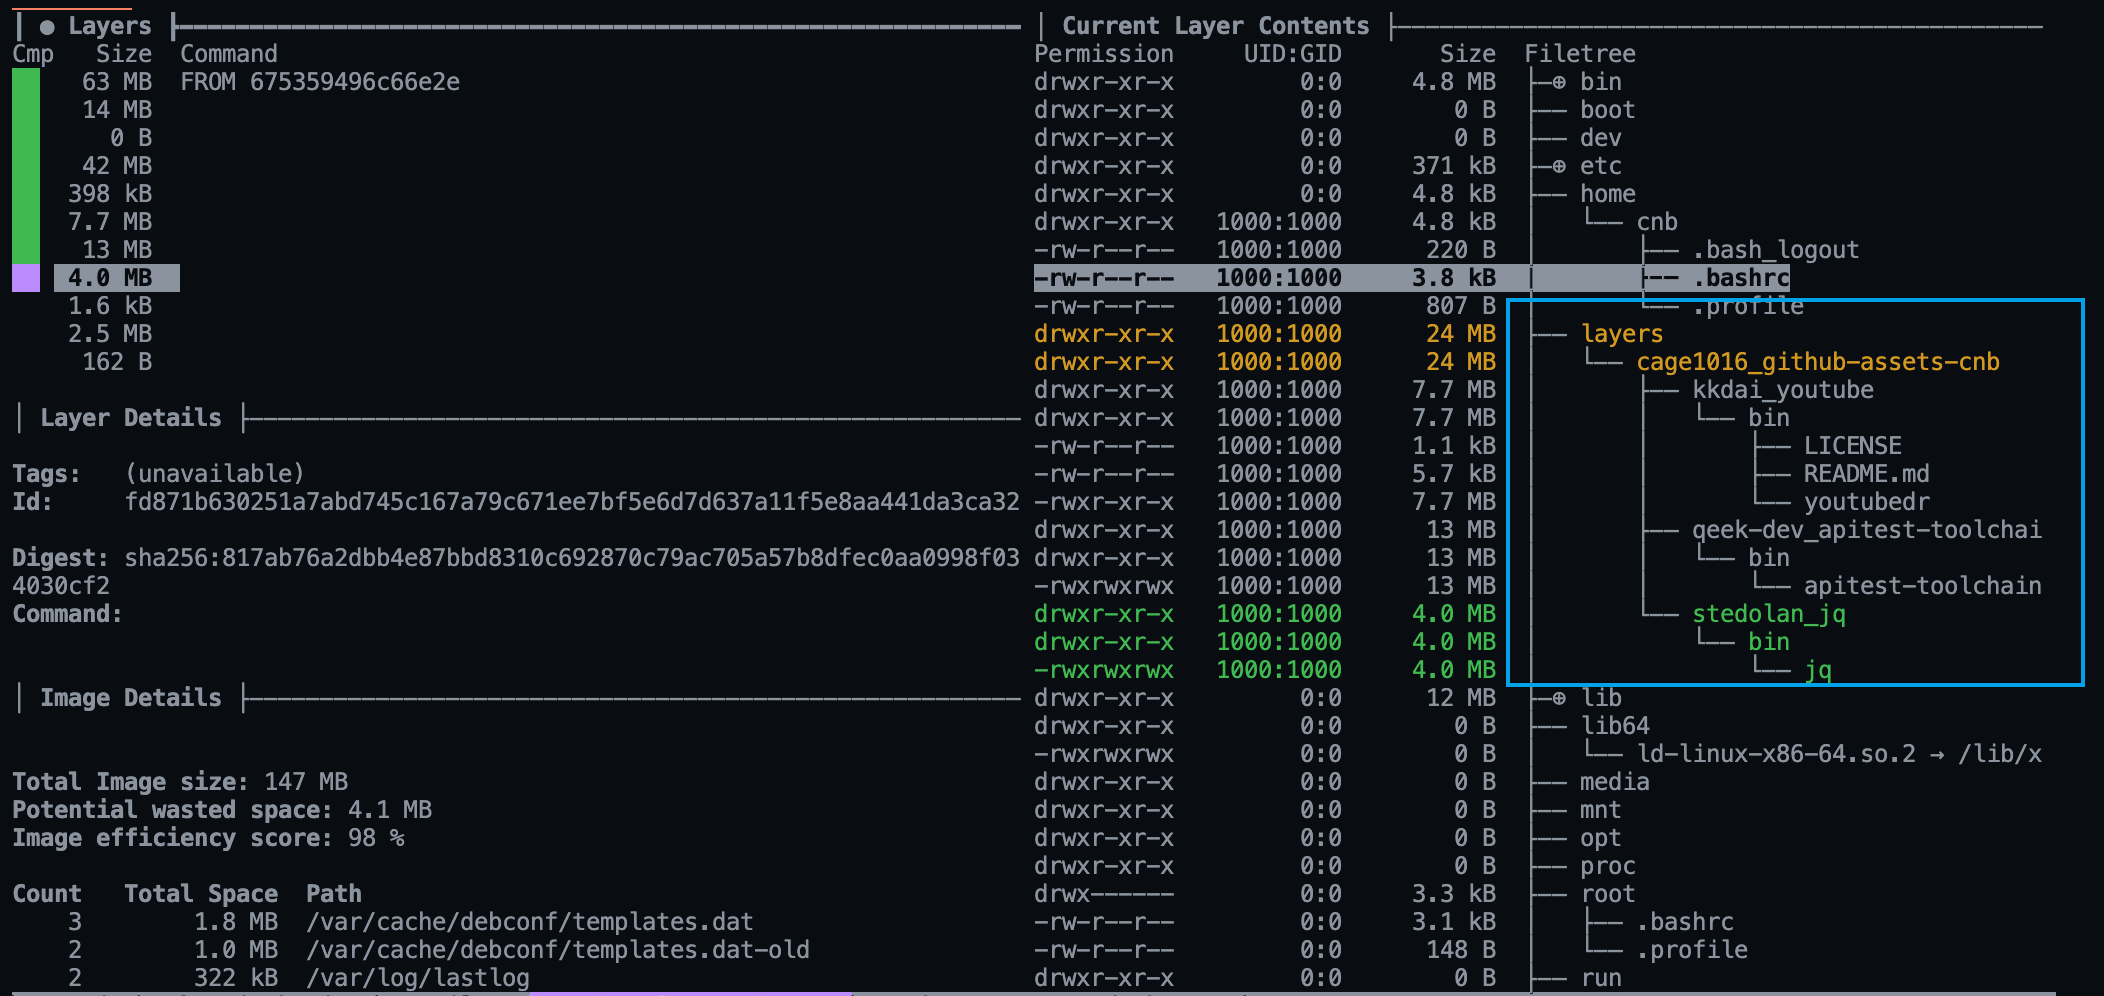 ● Layers
Cmp Size Command
63 MB FROM 675359496c66e2e
14 MB
0 B
42 MB
398 kB
7.7 MB
13 MB
4.0 MB
1.6 kB
2.5 MB
162 B
Layer Details
Tags: (unavailable)
Id: fd871b630251a7abd745c167a79c671ee7bf5e6d7d637a11f5e8aa441da3ca32
Digest: sha256:817ab76a2dbb4e87bbd8310c692870c79ac705a57b8dfec0aa0998f03
4030cf2
Command:
Image Details
Total Image size: 147 MB
Potential wasted space: 4.1 MB
Image efficiency score: 98 %
Count Total Space Path
3 1.8 MB /var/cache/debconf/templates.dat
2 1.0 MB /var/cache/debconf/templates.dat-old
2 322 kB /var/log/lastlog
Current Layer Contents
Permission UID:GID Size Filetree
drwxr-xr-x 0:0 4.8 MB ├─⊕ bin
drwxr-xr-x 0:0 0 B ├── boot
drwxr-xr-x 0:0 0 B ├── dev
drwxr-xr-x 0:0 371 kB ├─⊕ etc
drwxr-xr-x 0:0 4.8 kB ├── home
drwxr-xr-x 1000:1000 4.8 kB │   └── cnb
-rw-r--r-- 1000:1000 220 B │       ├── .bash_logout
-rw-r--r-- 1000:1000 3.8 kB │       ├── .bashrc
-rw-r--r-- 1000:1000 807 B │       └── .profile
drwxr-xr-x 1000:1000 24 MB ├── layers
drwxr-xr-x 1000:1000 24 MB │   └── cage1016_github-assets-cnb
drwxr-xr-x 1000:1000 7.7 MB │       ├── kkdai_youtube
drwxr-xr-x 1000:1000 7.7 MB │       │   └── bin
-rw-r--r-- 1000:1000 1.1 kB │       │       ├── LICENSE
-rw-r--r-- 1000:1000 5.7 kB │       │       ├── README.md
-rwxr-xr-x 1000:1000 7.7 MB │       │       └── youtubedr
drwxr-xr-x 1000:1000 13 MB │       ├── qeek-dev_apitest-toolchai
drwxr-xr-x 1000:1000 13 MB │       │   └── bin
-rwxrwxrwx 1000:1000 13 MB │       │       └── apitest-toolchain
drwxr-xr-x 1000:1000 4.0 MB │       └── stedolan_jq
drwxr-xr-x 1000:1000 4.0 MB │           └── bin
-rwxrwxrwx 1000:1000 4.0 MB │               └── jq
drwxr-xr-x 0:0 12 MB ├─⊕ lib
drwxr-xr-x 0:0 0 B ├── lib64
-rwxrwxrwx 0:0 0 B │   └── ld-linux-x86-64.so.2 → /lib/x
drwxr-xr-x 0:0 0 B ├── media
drwxr-xr-x 0:0 0 B ├── mnt
drwxr-xr-x 0:0 0 B ├── opt
drwxr-xr-x 0:0 0 B ├── proc
drwx------ 0:0 3.3 kB ├── root
-rw-r--r-- 0:0 3.1 kB │   ├── .bashrc
-rw-r--r-- 0:0 148 B │   └── .profile
drwxr-xr-x 0:0 0 B ├── run